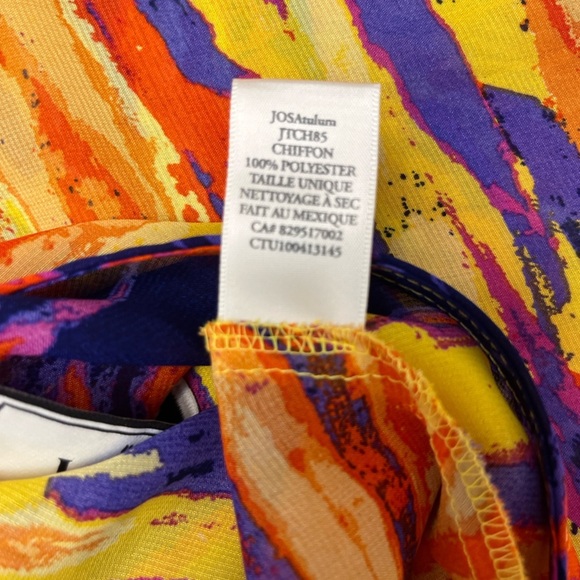 JOSAtulum
JTCH85
CHIFFON
100% POLYESTER
TAILLE UNIQUE
NETTOYAGE À SEC
FAIT AU MEXIQUE
CA# 829517002
CTU100413145